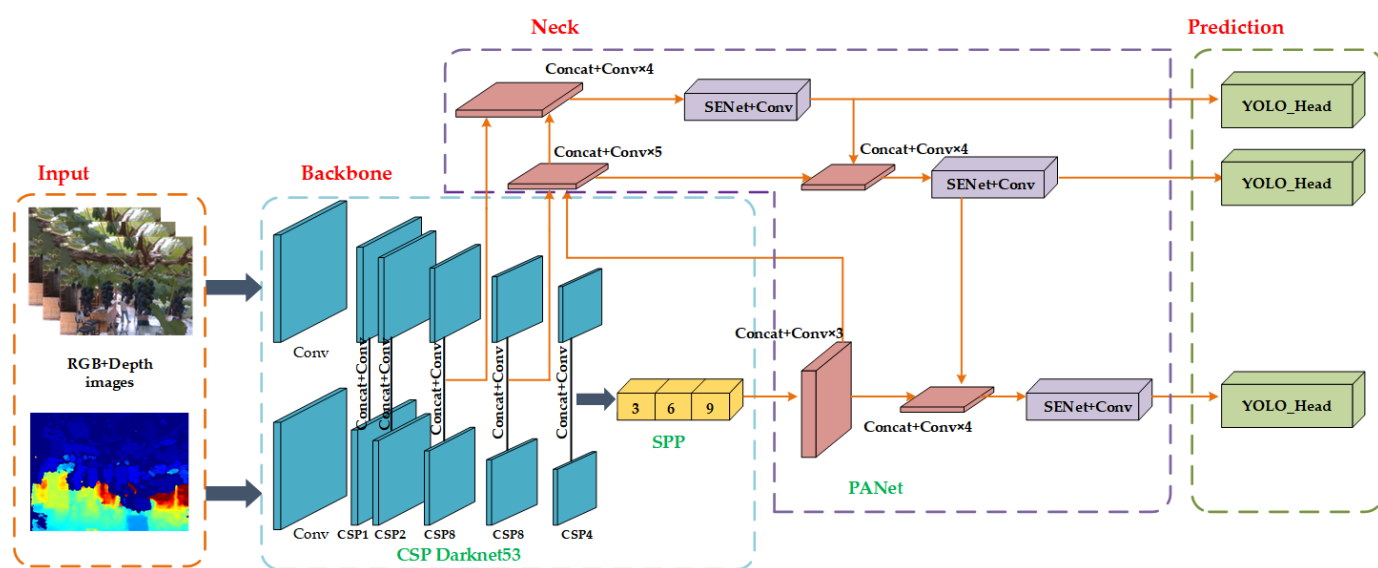 Neck
Prediction
Concat+Conv×4
SENet+Conv
YOLO_Head
Concat+Conv×5
Concat+Conv×4
SENet+Conv
YOLO_Head
Input
Backbone
RGB+Depth
images
Conv
Concat+Conv
Concat+Conv
Concat+Conv
Concat+Conv
Concat+Conv
Concat+Conv×3
3 6 9
SPP
Concat+Conv×4
SENet+Conv
YOLO_Head
PANet
Conv
CSP1
CSP2
CSP8
CSP8
CSP4
CSP Darknet53